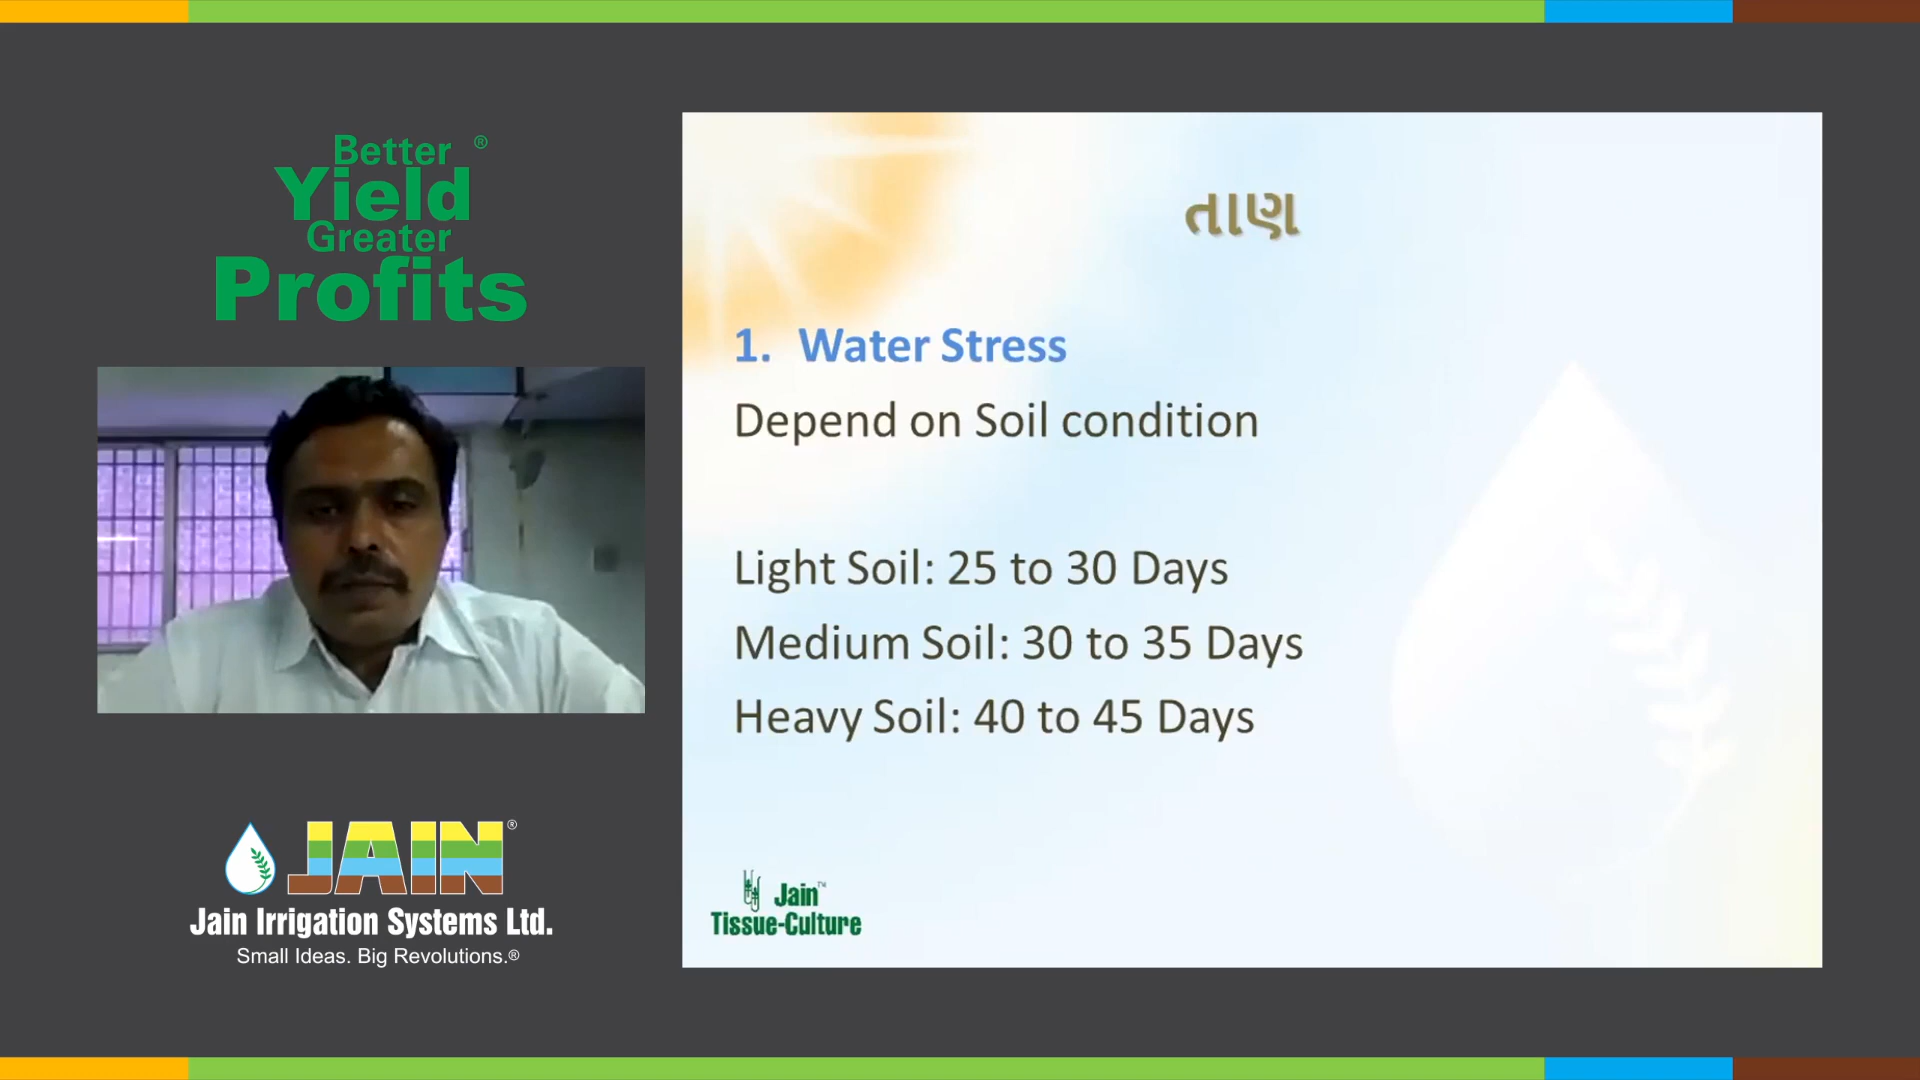 Better ®
Yield
Greater
Profits
JAIN®
Jain Irrigation Systems Ltd.
Small Ideas. Big Revolutions.®
તાણ
1. Water Stress
Depend on Soil condition
Light Soil: 25 to 30 Days
Medium Soil: 30 to 35 Days
Heavy Soil: 40 to 45 Days
Jain™
Tissue-Culture